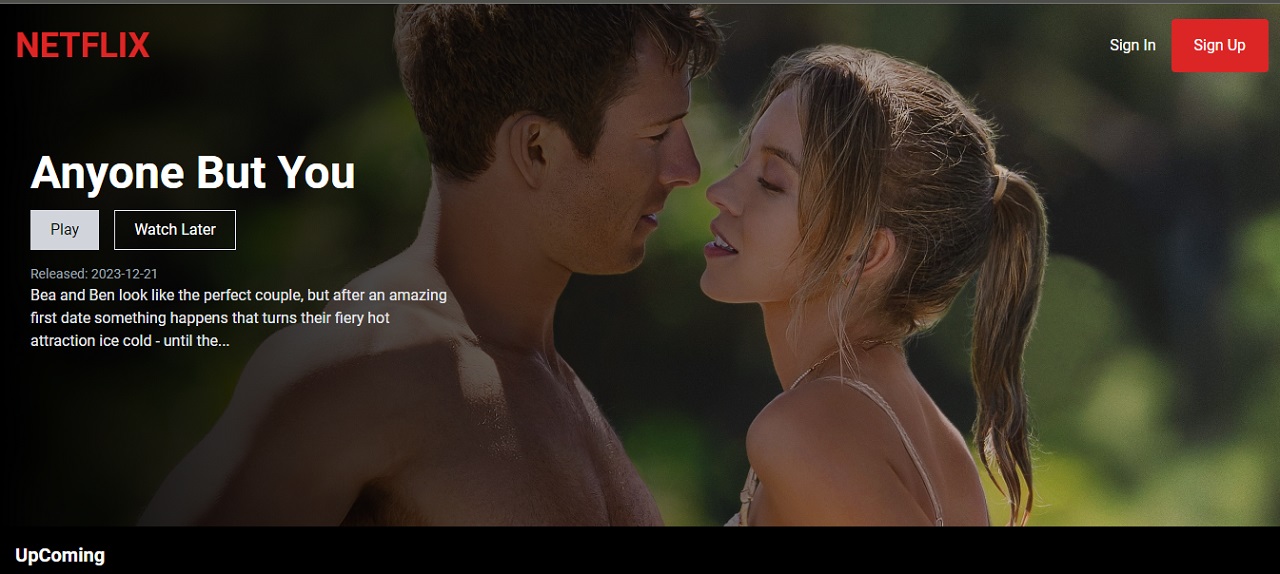 NETFLIX
Sign In
Sign Up
Anyone But You
Play
Watch Later
Released: 2023-12-21
Bea and Ben look like the perfect couple, but after an amazing
first date something happens that turns their fiery hot
attraction ice cold - until the...
UpComing